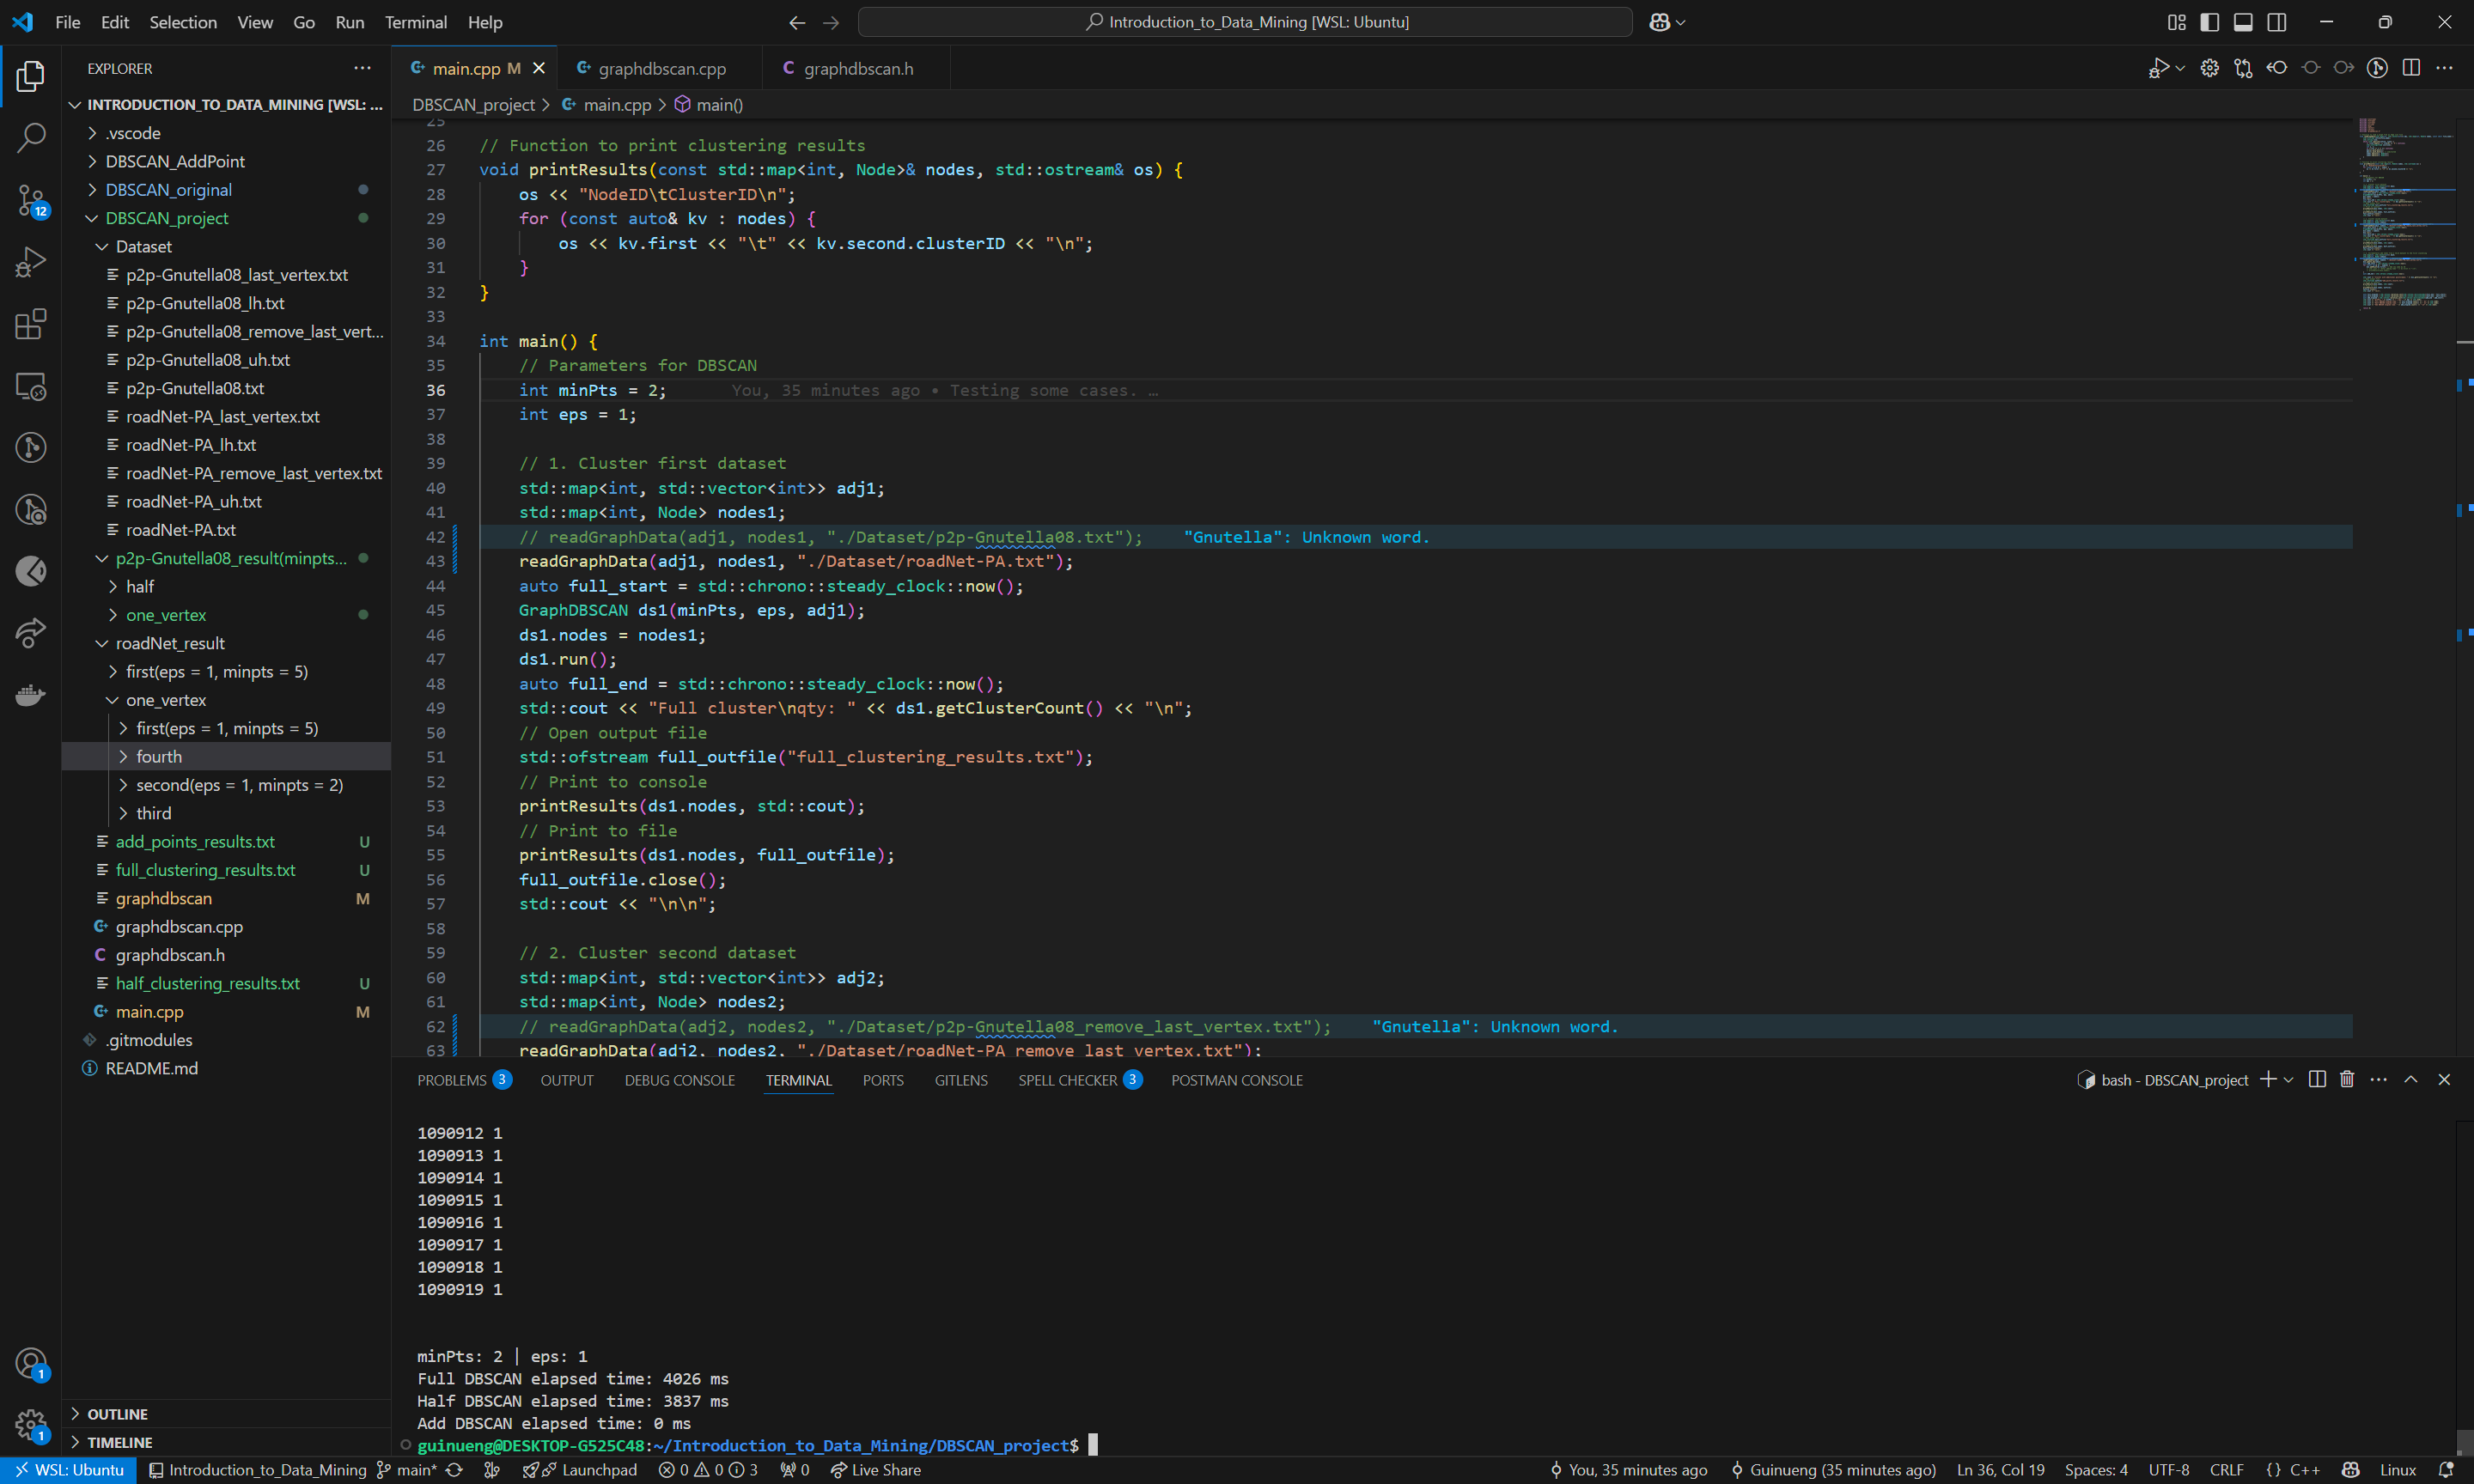 File Edit Selection View Go Run Terminal Help
Introduction_to_Data_Mining [WSL: Ubuntu]
EXPLORER
INTRODUCTION_TO_DATA_MINING [WSL: ...
.vscode
DBSCAN_AddPoint
DBSCAN_original
DBSCAN_project
Dataset
p2p-Gnutella08_last_vertex.txt
p2p-Gnutella08_lh.txt
p2p-Gnutella08_remove_last_vert...
p2p-Gnutella08_uh.txt
p2p-Gnutella08.txt
roadNet-PA_last_vertex.txt
roadNet-PA_lh.txt
roadNet-PA_remove_last_vertex.txt
roadNet-PA_uh.txt
roadNet-PA.txt
p2p-Gnutella08_result(minpts...
half
one_vertex
roadNet_result
first(eps = 1, minpts = 5)
one_vertex
first(eps = 1, minpts = 5)
fourth
second(eps = 1, minpts = 2)
third
add_points_results.txt U
full_clustering_results.txt U
graphdbscan M
graphdbscan.cpp
graphdbscan.h
half_clustering_results.txt U
main.cpp M
.gitmodules
README.md
OUTLINE
TIMELINE
12
1
1
main.cpp M graphdbscan.cpp graphdbscan.h
DBSCAN_project > main.cpp > main()
25
26 // Function to print clustering results
27 void printResults(const std::map<int, Node>& nodes, std::ostream& os) {
28 os << "NodeID\tClusterID\n";
29 for (const auto& kv : nodes) {
30 os << kv.first << "\t" << kv.second.clusterID << "\n";
31 }
32 }
33
34 int main() {
35 // Parameters for DBSCAN
36 int minPts = 2; You, 35 minutes ago • Testing some cases. …
37 int eps = 1;
38
39 // 1. Cluster first dataset
40 std::map<int, std::vector<int>> adj1;
41 std::map<int, Node> nodes1;
42 // readGraphData(adj1, nodes1, "./Dataset/p2p-Gnutella08.txt"); "Gnutella": Unknown word.
43 readGraphData(adj1, nodes1, "./Dataset/roadNet-PA.txt");
44 auto full_start = std::chrono::steady_clock::now();
45 GraphDBSCAN ds1(minPts, eps, adj1);
46 ds1.nodes = nodes1;
47 ds1.run();
48 auto full_end = std::chrono::steady_clock::now();
49 std::cout << "Full cluster\nqty: " << ds1.getClusterCount() << "\n";
50 // Open output file
51 std::ofstream full_outfile("full_clustering_results.txt");
52 // Print to console
53 printResults(ds1.nodes, std::cout);
54 // Print to file
55 printResults(ds1.nodes, full_outfile);
56 full_outfile.close();
57 std::cout << "\n\n";
58
59 // 2. Cluster second dataset
60 std::map<int, std::vector<int>> adj2;
61 std::map<int, Node> nodes2;
62 // readGraphData(adj2, nodes2, "./Dataset/p2p-Gnutella08_remove_last_vertex.txt"); "Gnutella": Unknown word.
63 readGraphData(adj2, nodes2, "./Dataset/roadNet-PA_remove_last_vertex.txt");
PROBLEMS 3 OUTPUT DEBUG CONSOLE TERMINAL PORTS GITLENS SPELL CHECKER 3 POSTMAN CONSOLE
bash - DBSCAN_project
1090912 1
1090913 1
1090914 1
1090915 1
1090916 1
1090917 1
1090918 1
1090919 1
minPts: 2 | eps: 1
Full DBSCAN elapsed time: 4026 ms
Half DBSCAN elapsed time: 3837 ms
Add DBSCAN elapsed time: 0 ms
guinueng@DESKTOP-G525C48:~/Introduction_to_Data_Mining/DBSCAN_project$
WSL: Ubuntu Introduction_to_Data_Mining main* Launchpad 0 0 3 0 Live Share You, 35 minutes ago Guinueng (35 minutes ago) Ln 36, Col 19 Spaces: 4 UTF-8 CRLF {} C++ Linux